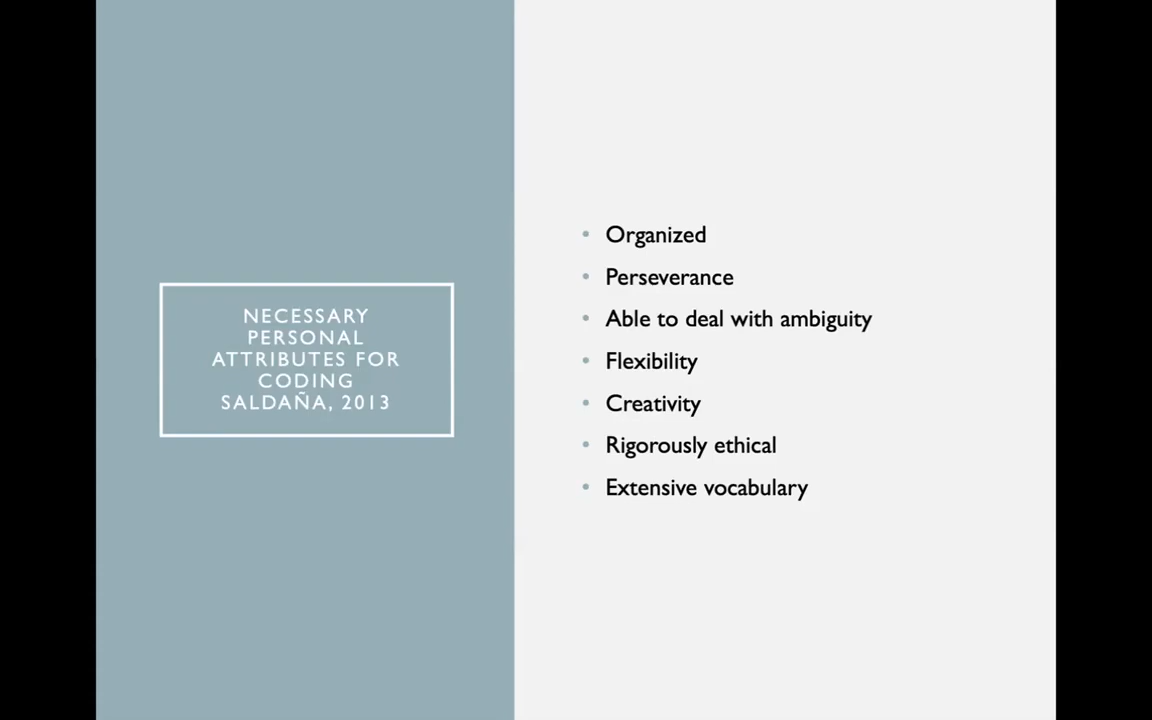 NECESSARY
PERSONAL
ATTRIBUTES FOR
CODING
SALDAÑA, 2013
• Organized
• Perseverance
• Able to deal with ambiguity
• Flexibility
• Creativity
• Rigorously ethical
• Extensive vocabulary